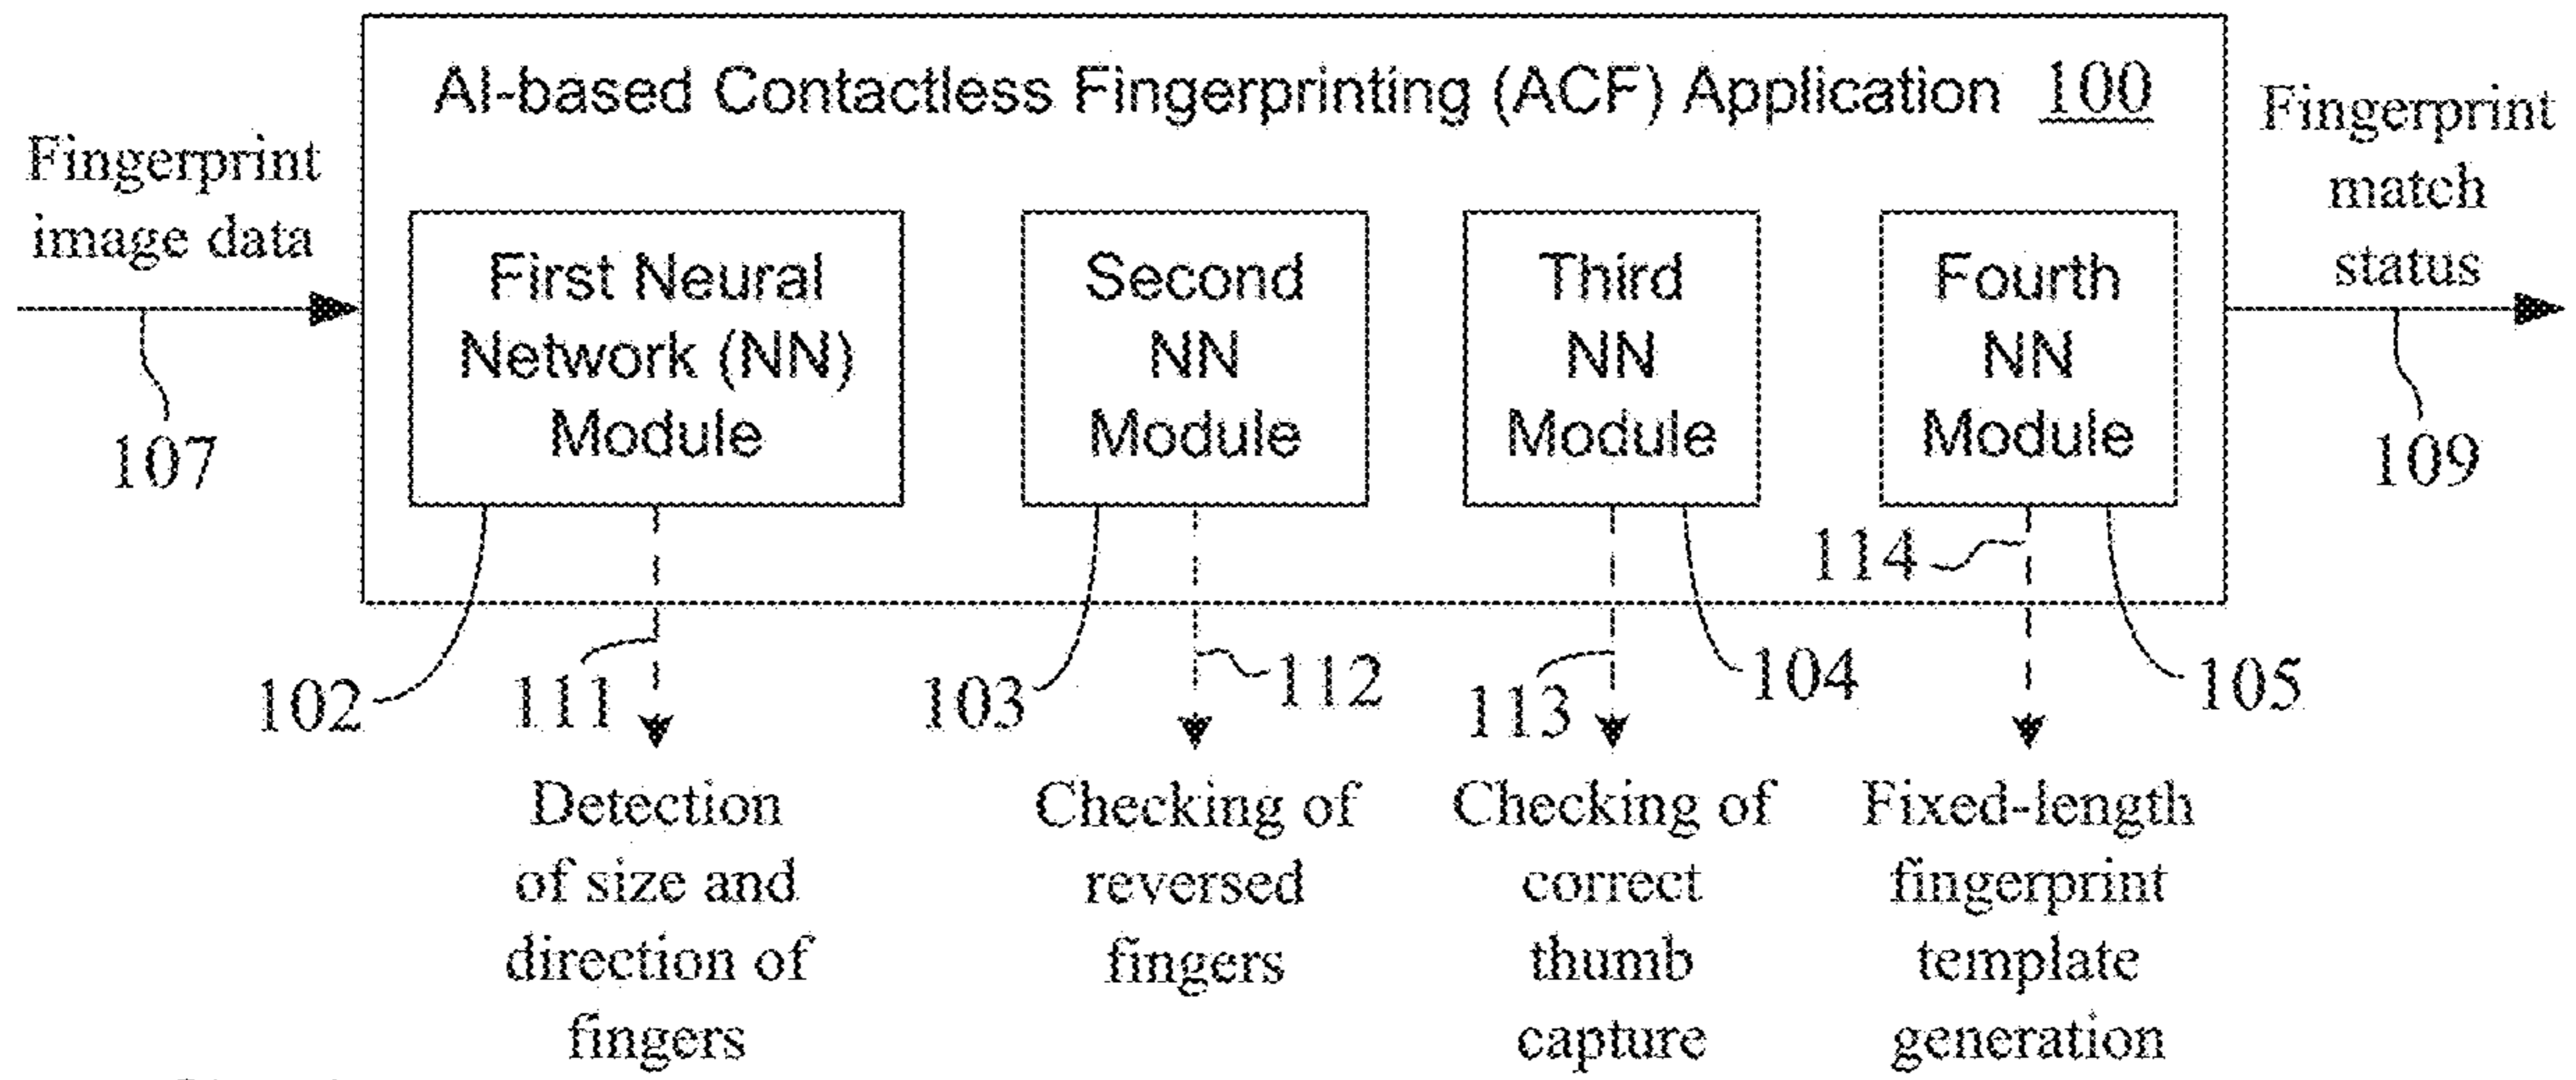 AI-based Contactless Fingerprinting (ACF) Application 100
Fingerprint
image data
107
First Neural
Network (NN)
Module
Second
NN
Module
Third
NN
Module
Fourth
NN
Module
Fingerprint
match
status
109
102
111
103
112
113
104
114
105
Detection
of size and
direction of
fingers
Checking of
reversed
fingers
Checking of
correct
thumb
capture
Fixed-length
fingerprint
template
generation